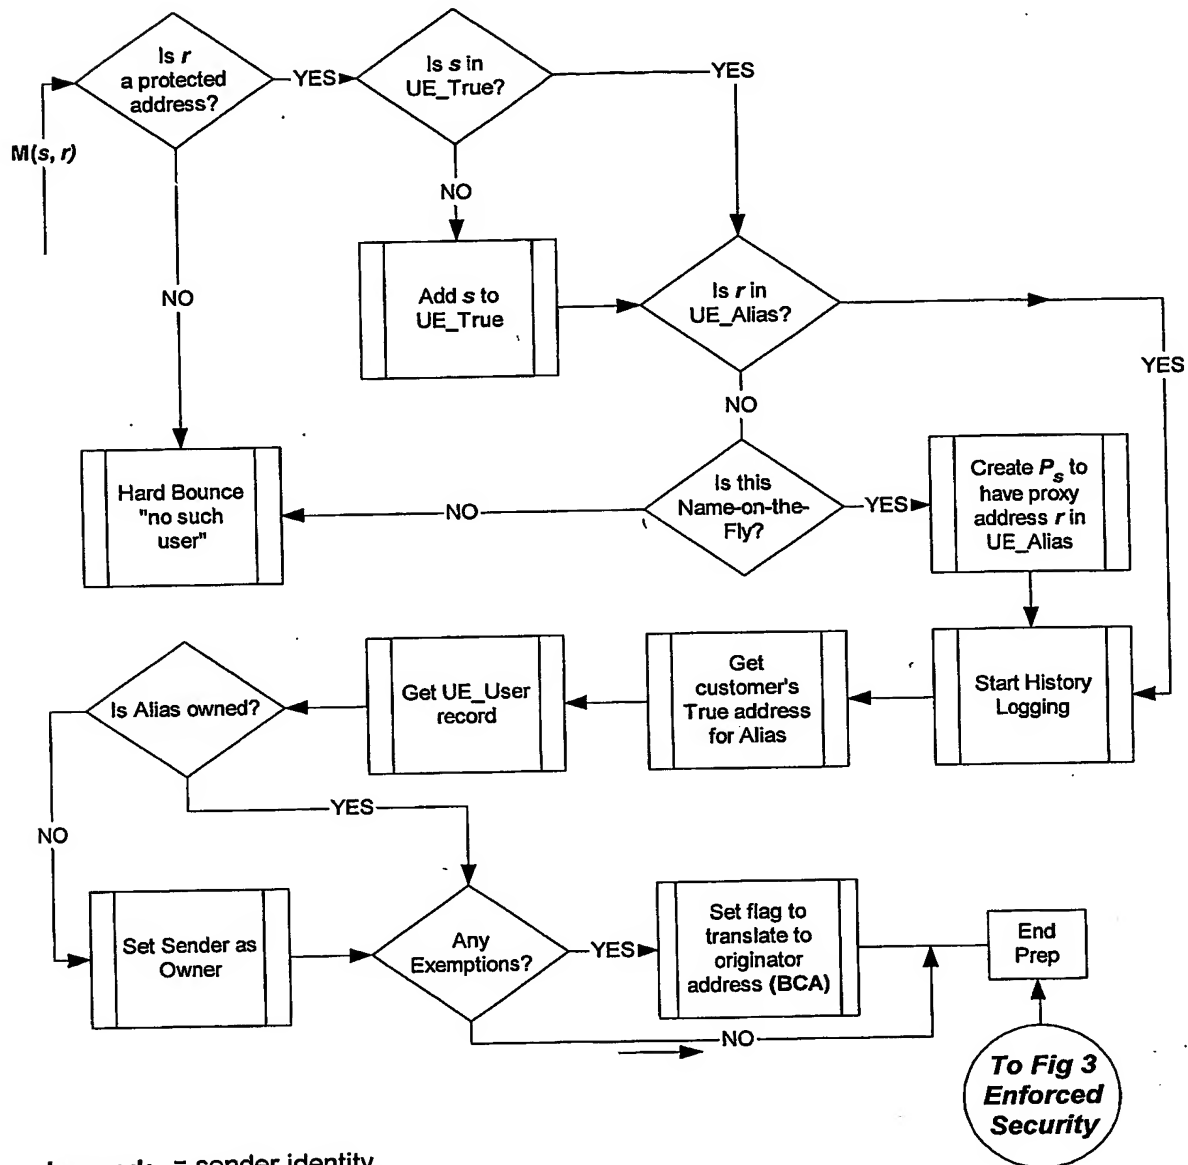 Is r
a protected
address?
YES
Is s in
UE_True?
YES
M(s, r)
NO
NO
Add s to
UE_True
Is r in
UE_Alias?
YES
NO
Hard Bounce
"no such
user"
NO
Is this
Name-on-the-
Fly?
YES
Create Ps to
have proxy
address r in
UE_Alias
Is Alias owned?
Get UE_User
record
Get
customer's
True address
for Alias
Start History
Logging
NO
YES
Set Sender as
Owner
Any
Exemptions?
YES
Set flag to
translate to
originator
address (BCA)
End
Prep
NO
To Fig 3
Enforced
Security
= sender identity